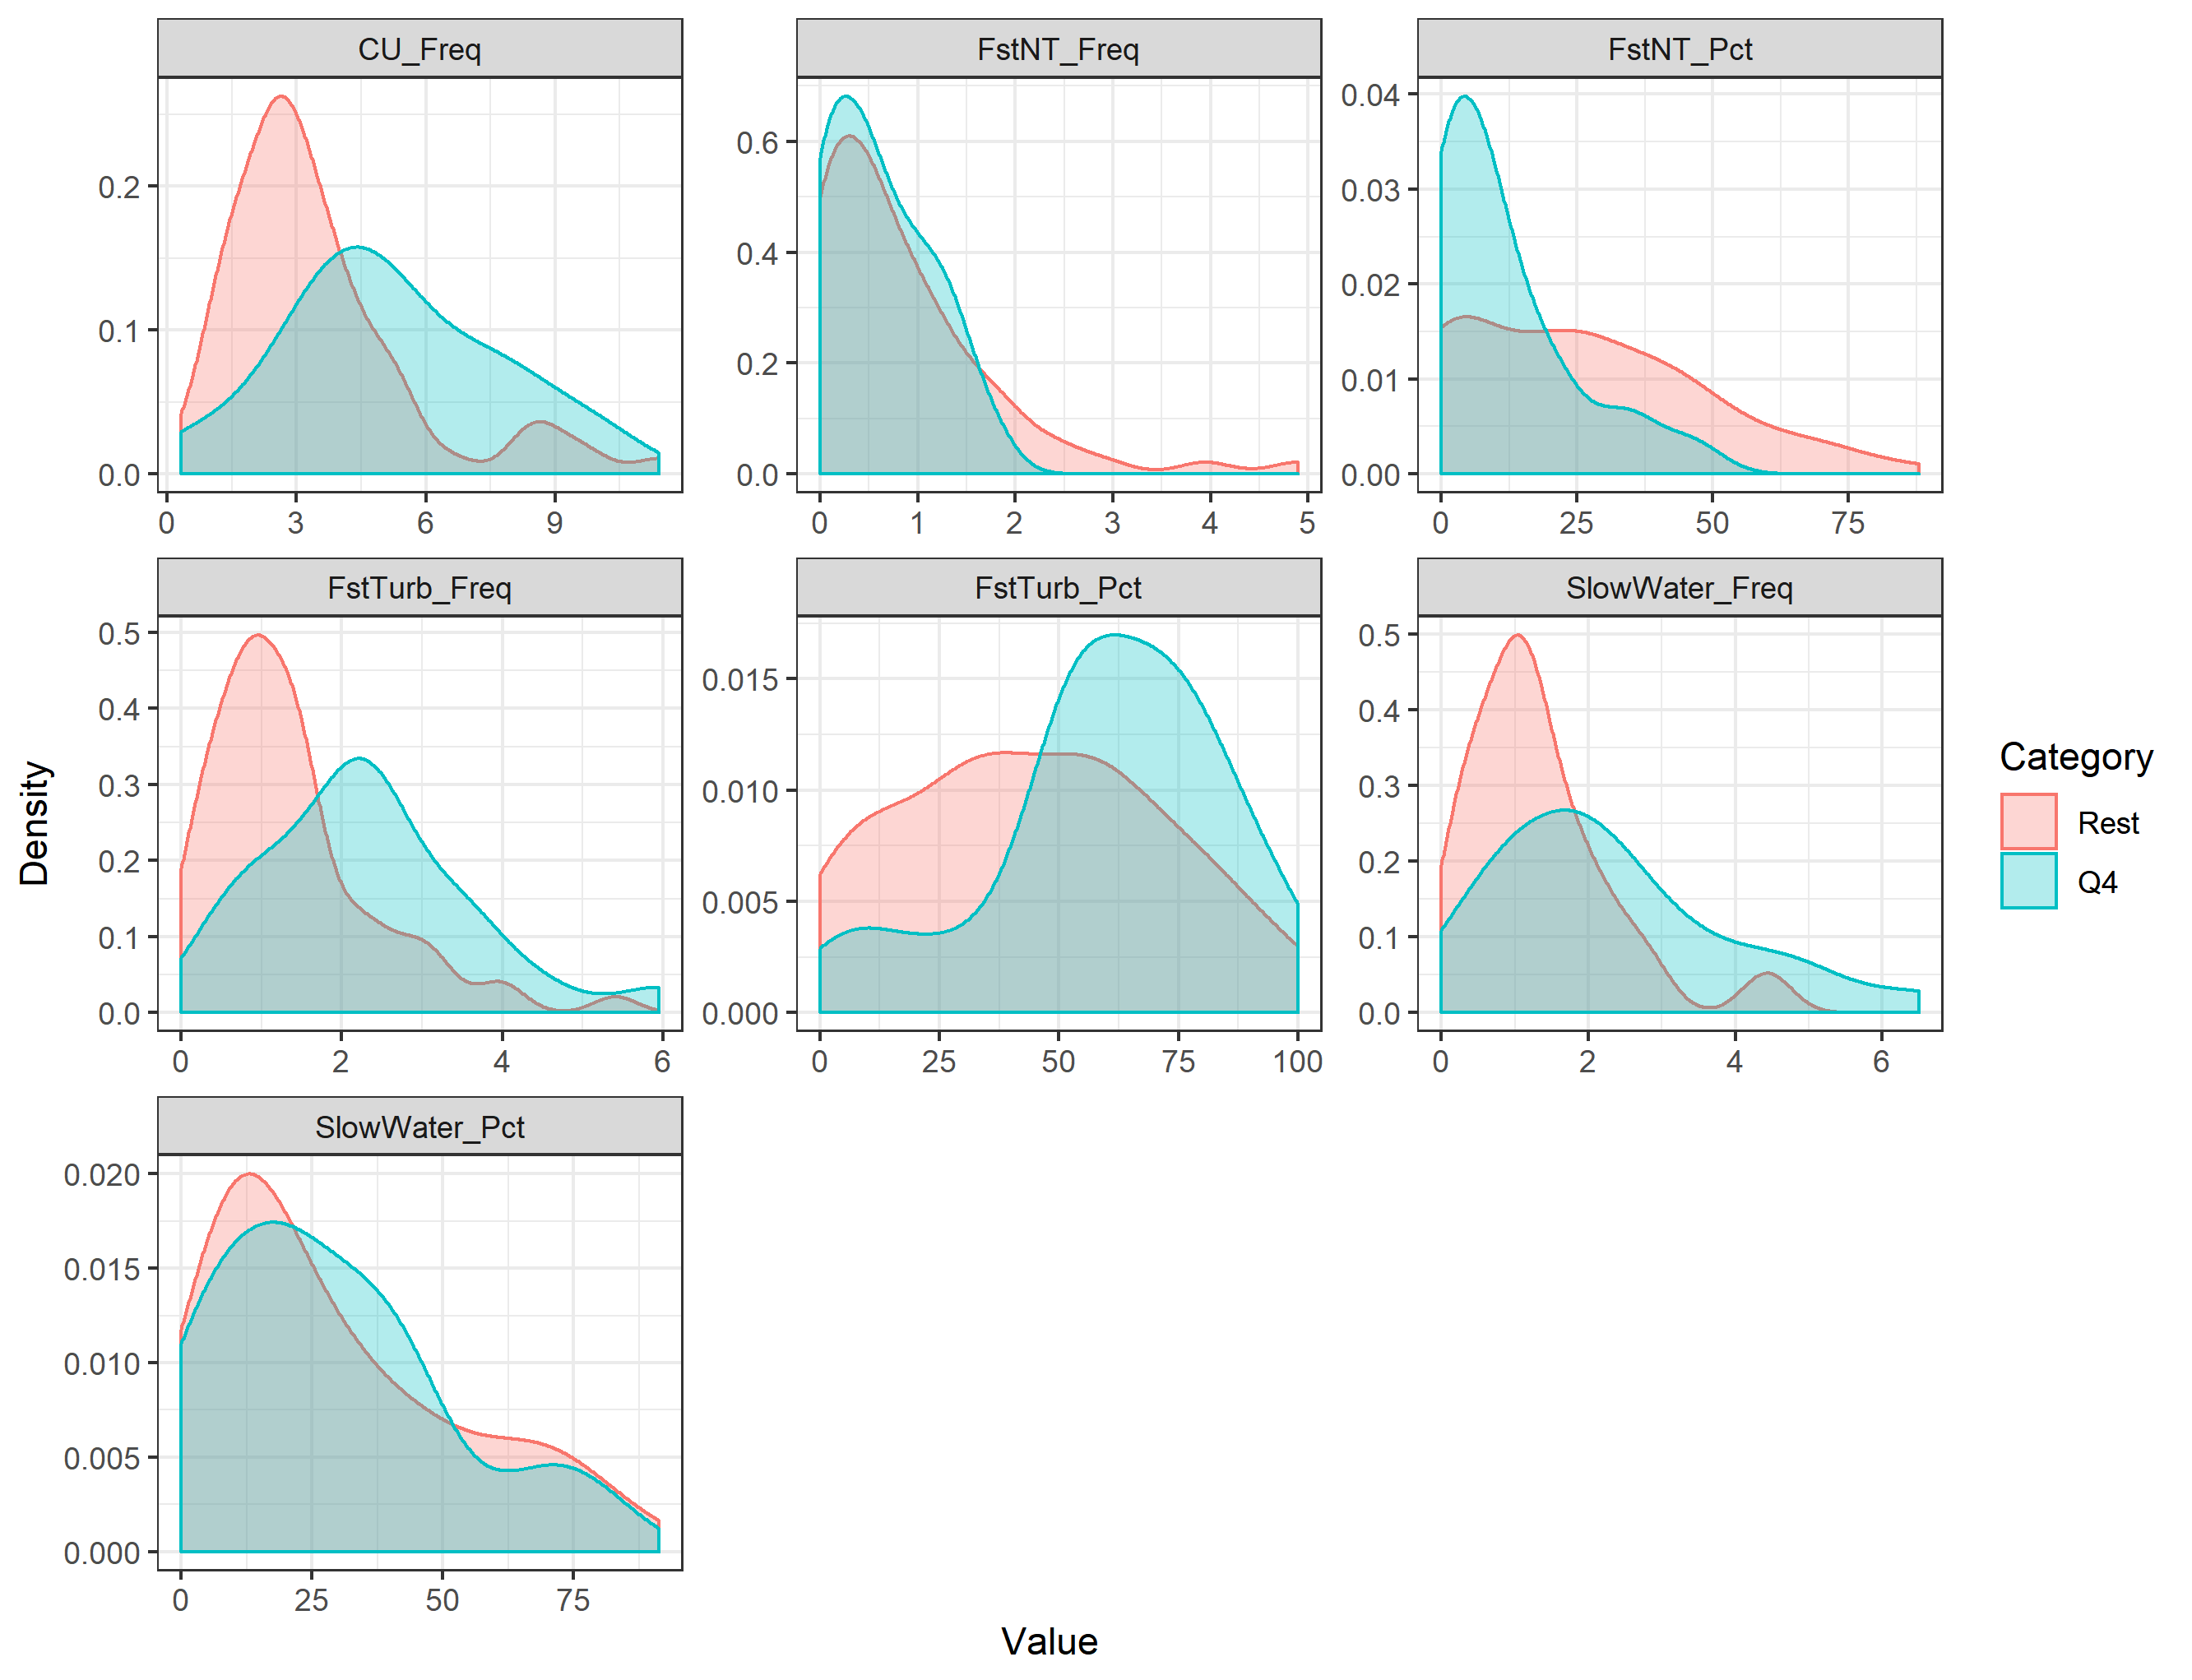 CU_Freq
FstNT_Freq
FstNT_Pct
0.2
0.1
0.0
0 3 6 9
0.6
0.4
0.2
0.0
0 1 2 3 4 5
0.04
0.03
0.02
0.01
0.00
0 25 50 75
FstTurb_Freq
FstTurb_Pct
SlowWater_Freq
0.5
0.4
0.3
0.2
0.1
0.0
0 2 4 6
0.015
0.010
0.005
0.000
0 25 50 75 100
0.5
0.4
0.3
0.2
0.1
0.0
0 2 4 6
SlowWater_Pct
0.020
0.015
0.010
0.005
0.000
0 25 50 75
Density
Value
Category
Rest
Q4